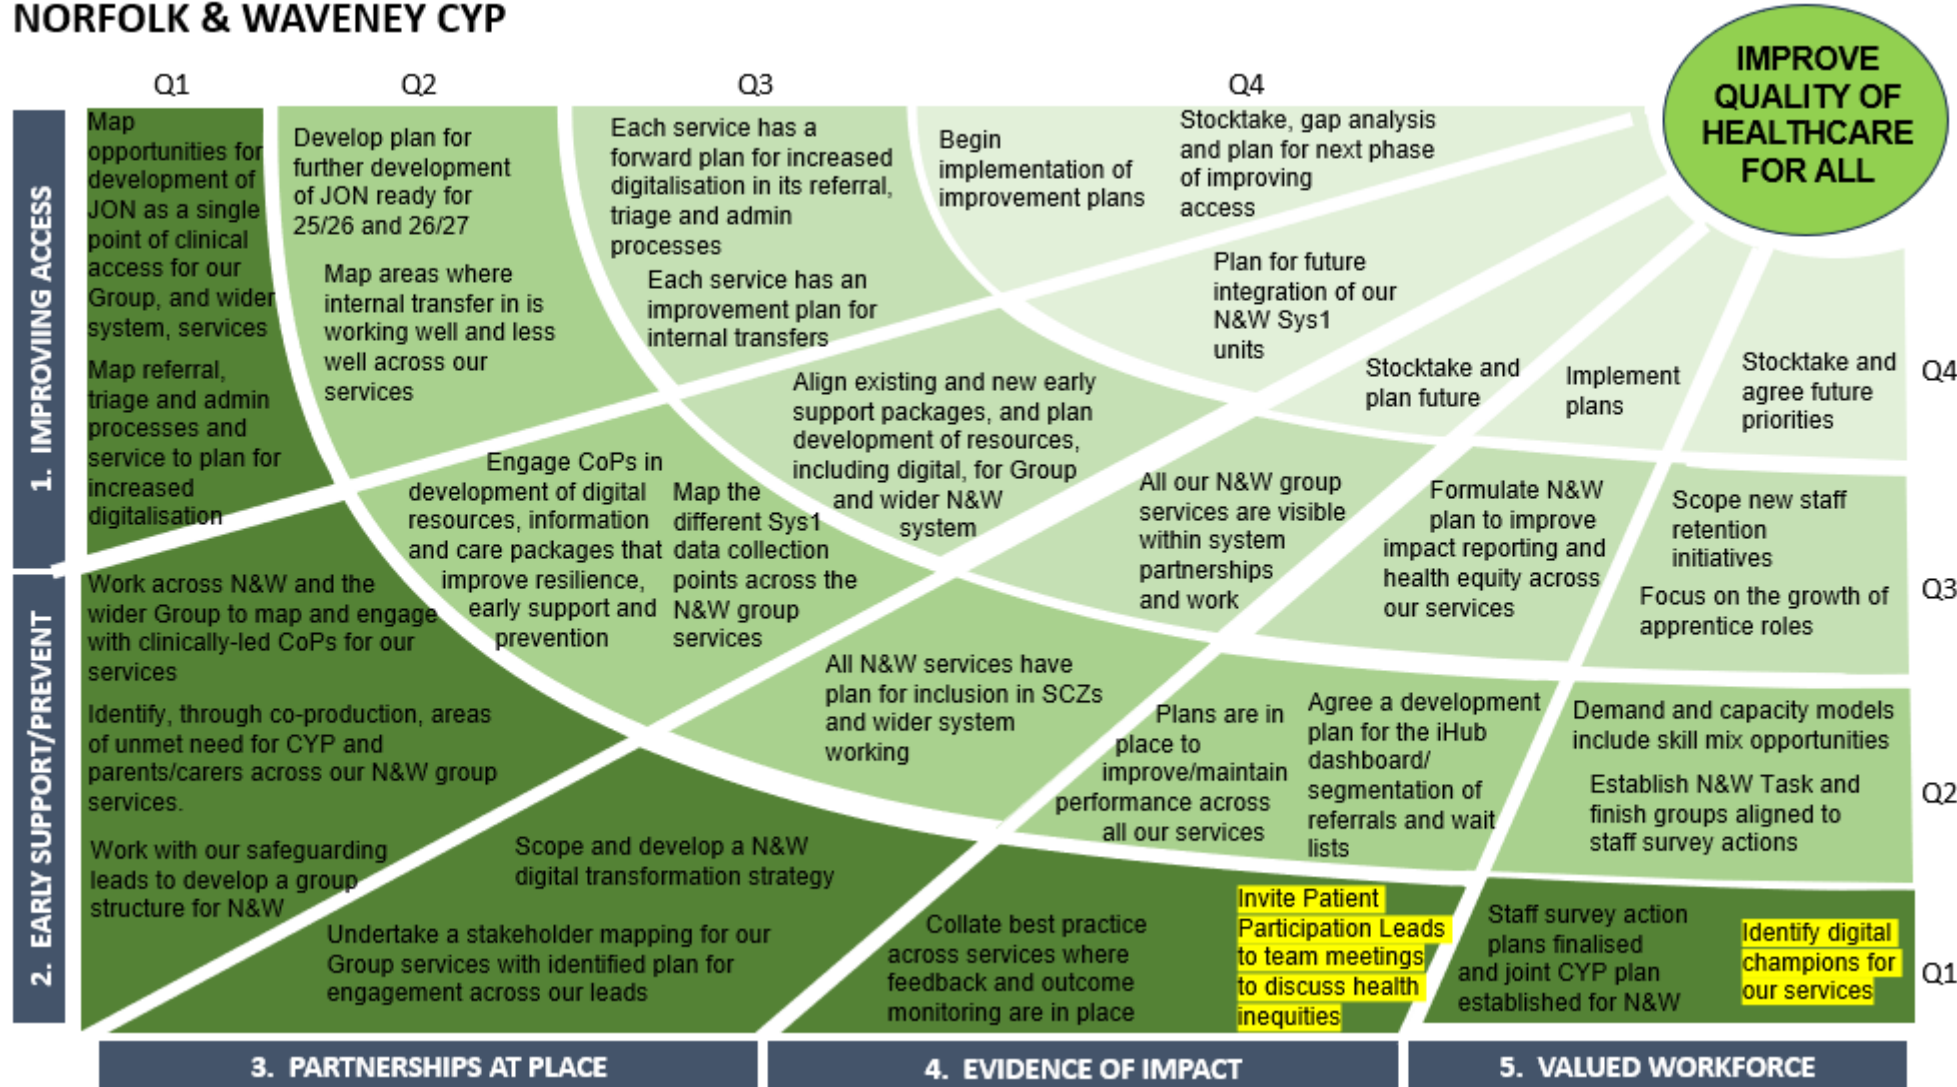 NORFOLK & WAVENEY CYP
IMPROVE
QUALITY OF
HEALTHCARE
FOR ALL
Q1
Q2
Q3
Q4
1. IMPROVIING ACCESS
Map
opportunities for
development of
JON as a single
point of clinical
access for our
Group, and wider
system, services
Map referral,
triage and admin
processes and
service to plan for
increased
digitalisation
Develop plan for
further development
of JON ready for
25/26 and 26/27
Map areas where
internal transfer in is
working well and less
well across our
services
Each service has a
forward plan for increased
digitalisation in its referral,
triage and admin
processes
Each service has an
improvement plan for
internal transfers
Begin
implementation of
improvement plans
Stocktake, gap analysis
and plan for next phase
of improving
access
2. EARLY SUPPORT/PREVENT
Work across N&W and the
wider Group to map and engage
with clinically-led CoPs for our
services
Identify, through co-production, areas
of unmet need for CYP and
parents/carers across our N&W group
services.
Work with our safeguarding
leads to develop a group
structure for N&W
Engage CoPs in
development of digital
resources, information
and care packages that
improve resilience,
early support and
prevention
Map the
different Sys1
data collection
points across the
N&W group
services
Align existing and new early
support packages, and plan
development of resources,
including digital, for Group
and wider N&W
system
Plan for future
integration of our
N&W Sys1
units
Scope and develop a N&W
digital transformation strategy
Undertake a stakeholder mapping for our
Group services with identified plan for
engagement across our leads
All N&W services have
plan for inclusion in SCZs
and wider system
working
All our N&W group
services are visible
within system
partnerships
and work
Stocktake and
plan future
Collate best practice
across services where
feedback and outcome
monitoring are in place
Invite Patient
Participation Leads
to team meetings
to discuss health
inequities
Plans are in
place to
improve/maintain
performance across
all our services
Agree a development
plan for the iHub
dashboard/
segmentation of
referrals and wait
lists
Formulate N&W
plan to improve
impact reporting and
health equity across
our services
Implement
plans
Stocktake and
agree future
priorities
Q4
Scope new staff
retention
initiatives
Focus on the growth of
apprentice roles
Q3
Demand and capacity models
include skill mix opportunities
Establish N&W Task and
finish groups aligned to
staff survey actions
Q2
Staff survey action
plans finalised
and joint CYP plan
established for N&W
Identify digital
champions for
our services
Q1
3. PARTNERSHIPS AT PLACE
4. EVIDENCE OF IMPACT
5. VALUED WORKFORCE